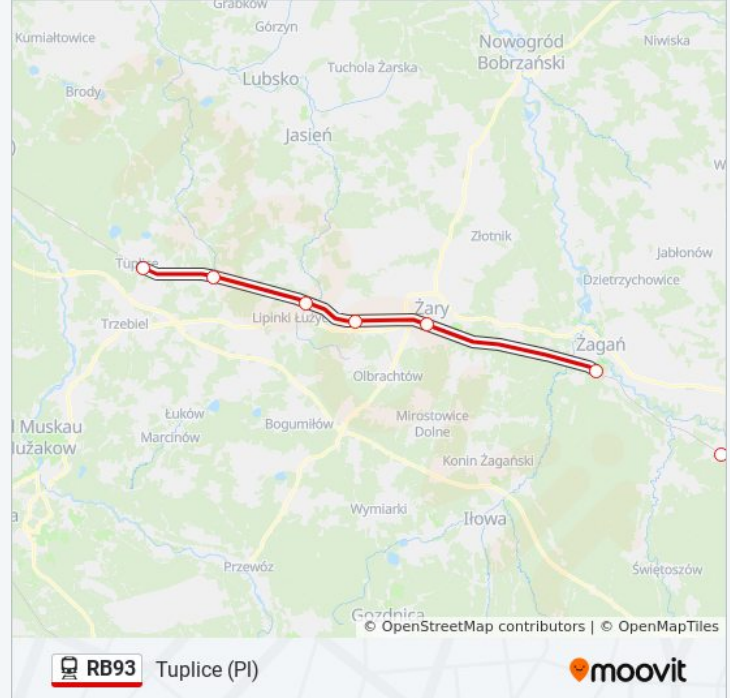 Grabków
Kumiałtowice
Górzyn
Nowogród
Bobrzański
Niwiska
Tuchola Żarska
Lubsko
Brody
Jasień
Złotnik
Jabłonów
Tuplice
Dzietrzychowice
Żary
Trzebiel
Lipinki Łuży
Żagań
Olbrachtów
Łuków
Marcinów
Bogumiłów
Mirostowice
Dolne
l Muskau
lużakow
Konin Żagański
Wymiarki
Iłowa
Przewóz
Świętoszów
Gozdnica
© OpenStreetMap contributors | © OpenMapTiles
RB93 Tuplice (Pl) moovit